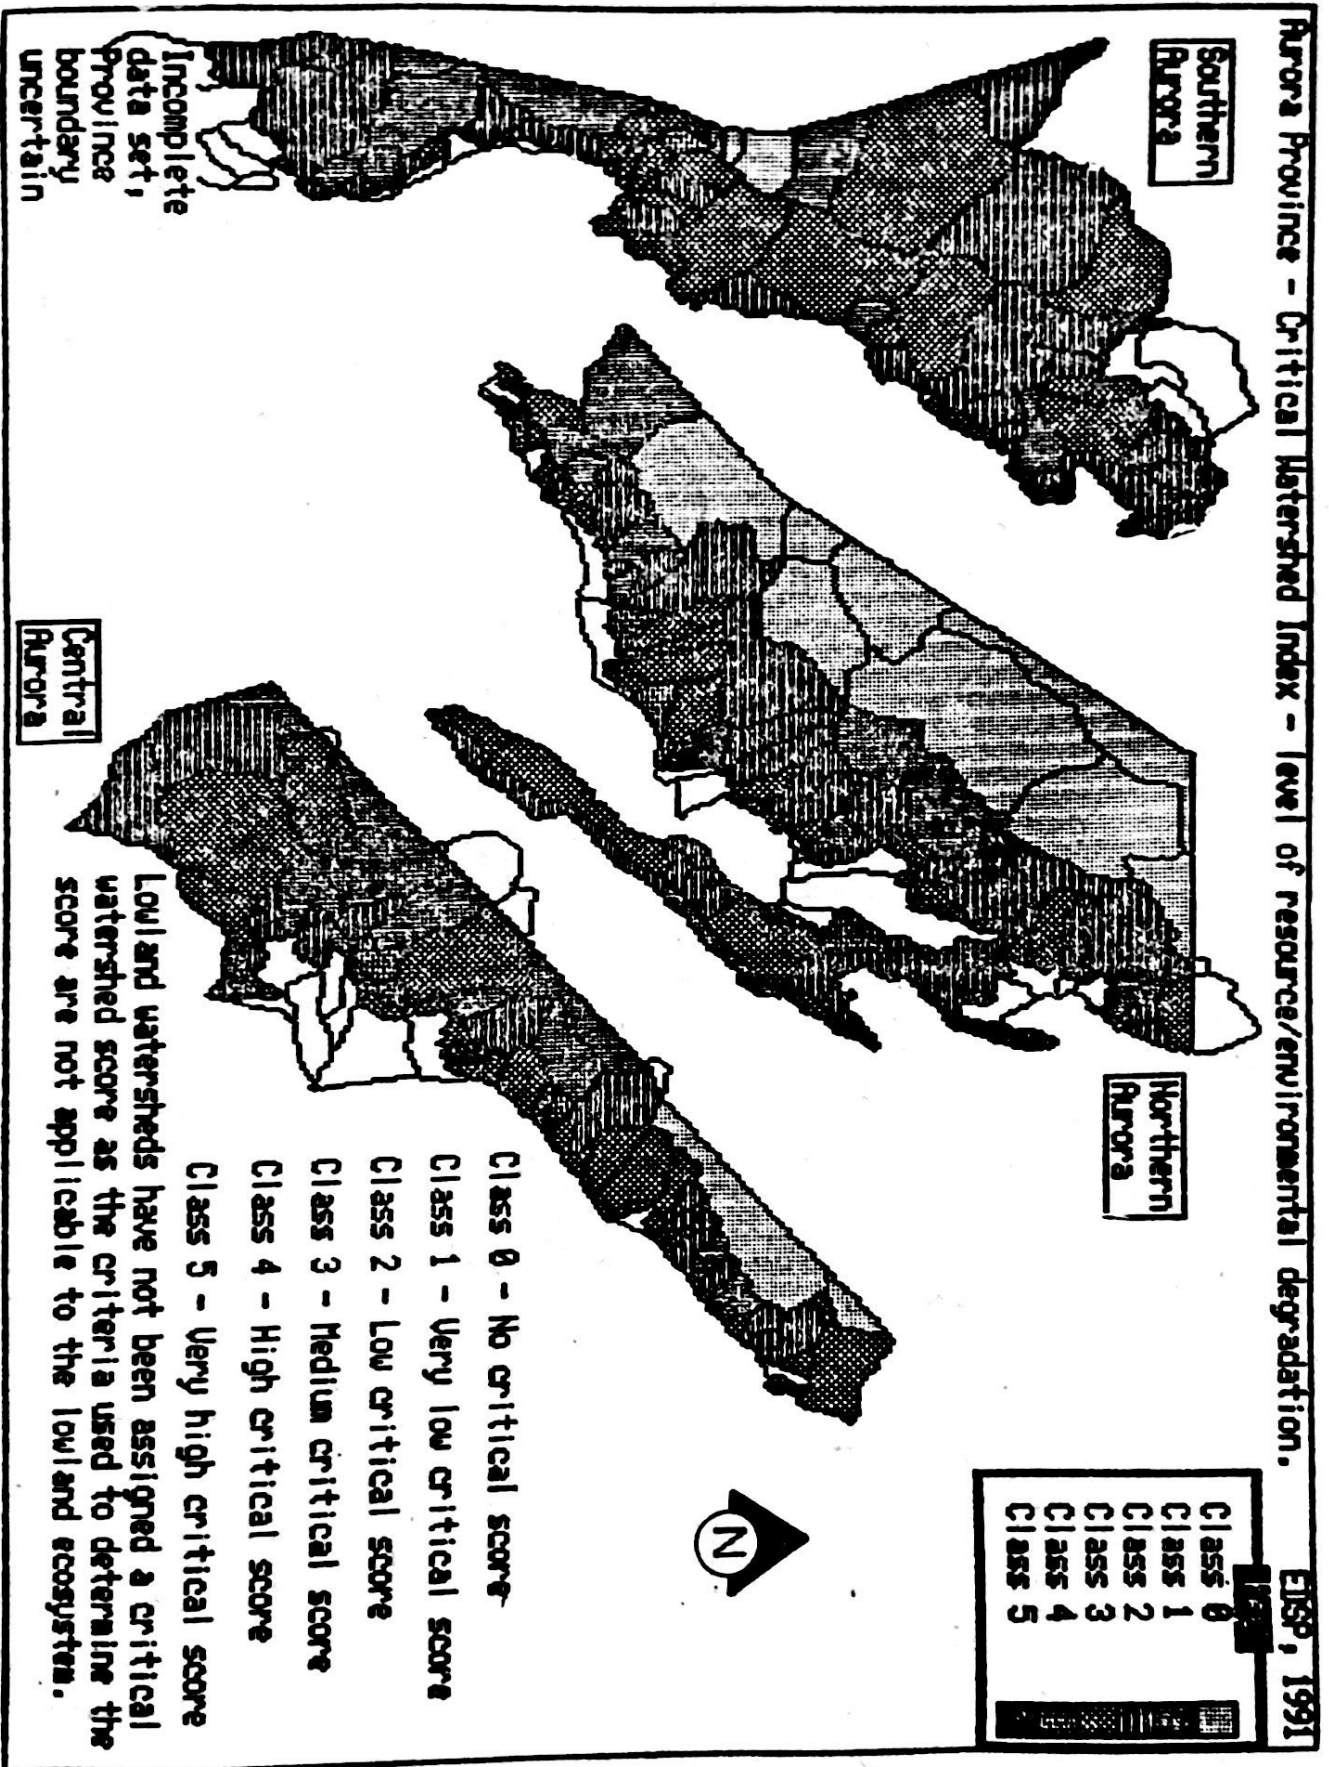 Aurora Province - Critical Watershed Index - level of resource/environmental degradation.
EDSP, 1991
Southern
Aurora
Northern
Aurora
Central
Aurora
Incomplete
data set,
Province
boundary
uncertain
Class 0
Class 1
Class 2
Class 3
Class 4
Class 5
N
Class 0 - No critical score
Class 1 - Very low critical score
Class 2 - Low critical score
Class 3 - Medium critical score
Class 4 - High critical score
Class 5 - Very high critical score
Lowland watersheds have not been assigned a critical
watershed score as the criteria used to determine the
score are not applicable to the lowland ecosystem.